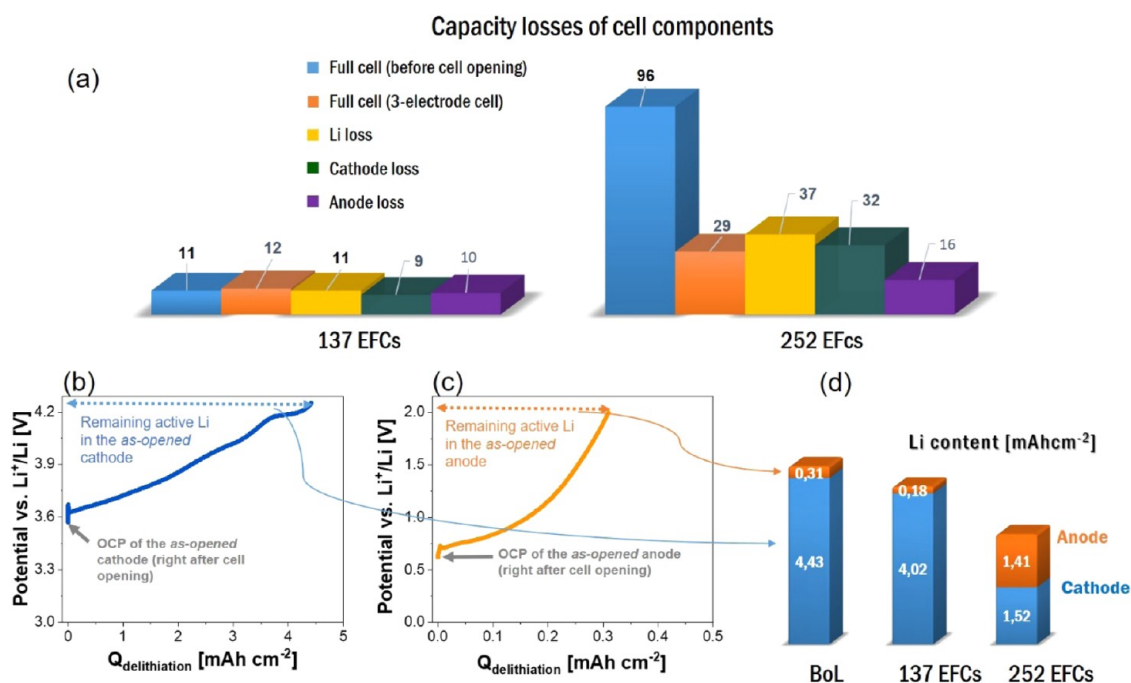 Capacity losses of cell components
(a)
Full cell (before cell opening)
Full cell (3-electrode cell)
Li loss
Cathode loss
Anode loss
11
12
11
9
10
137 EFCs
96
29
37
32
16
252 EFcs
(b)
Potential vs. Li⁺/Li [V]
4.2
3.9
3.6
3.3
3.0
Remaining active Li
in the as-opened
cathode
OCP of the as-opened
cathode (right after cell
opening)
0 1 2 3 4 5
Qdelithiation [mAh cm⁻²]
(c)
Potential vs. Li⁺/Li [V]
2.0
1.5
1.0
0.5
0.0
Remaining active Li
in the as-opened
anode
OCP of the as-opened anode
(right after cell opening)
0.0 0.1 0.2 0.3 0.4 0.5
Qdelithiation [mAh cm⁻²]
(d)
Li content [mAhcm⁻²]
0,31
4,43
0,18
4,02
1,41
1,52
Anode
Cathode
BoL 137 EFCs 252 EFCs